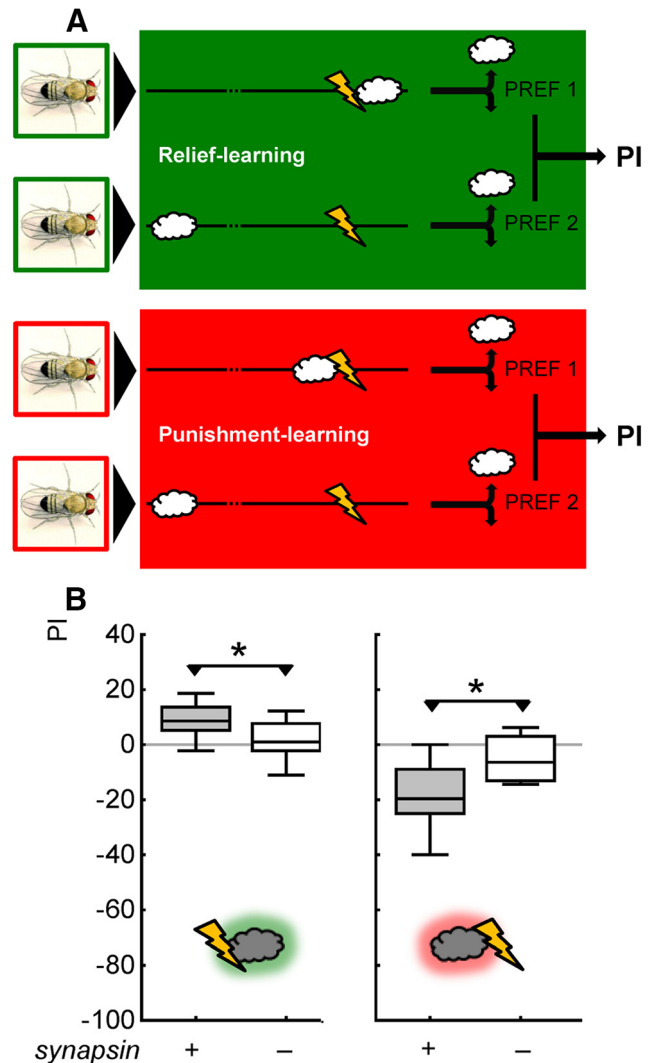 A
PREF 1
Relief-learning
PI
PREF 2
PREF 1
Punishment-learning
PI
PREF 2
B
PI
40
20
0
-20
-40
-60
-80
-100
*
*
synapsin + – + –